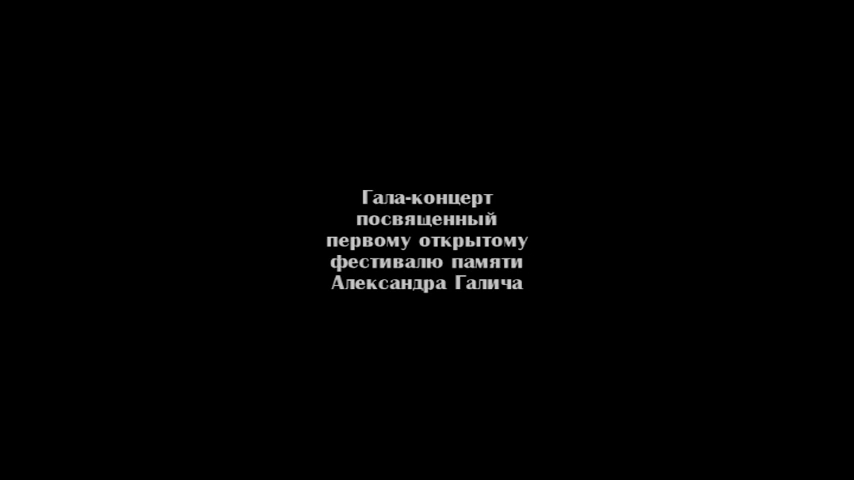 Гала-концерт
посвященный
первому открытому
фестивалю памяти
Александра Галича